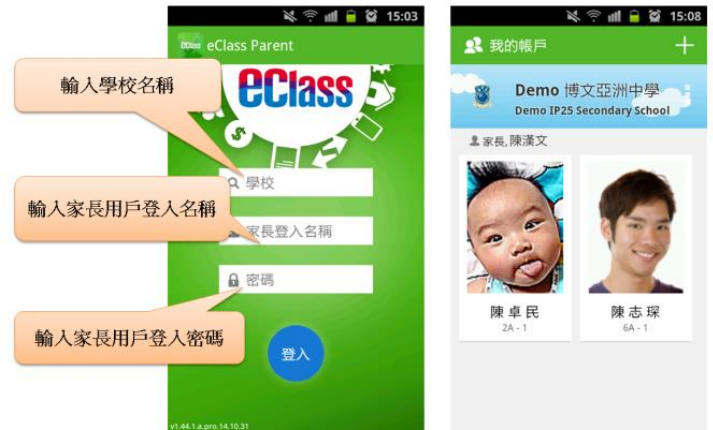 15:03
eClass Parent
eClass
輸入學校名稱
學校
輸入家長用戶登入名稱
家長登入名稱
密碼
輸入家長用戶登入密碼
登入
v1.44.1.a.pro.14.10.31
15:08
我的帳戶
Demo 博文亞洲中學
Demo IP25 Secondary School
家長, 陳漢文
陳卓民
2A - 1
陳志琛
6A - 1